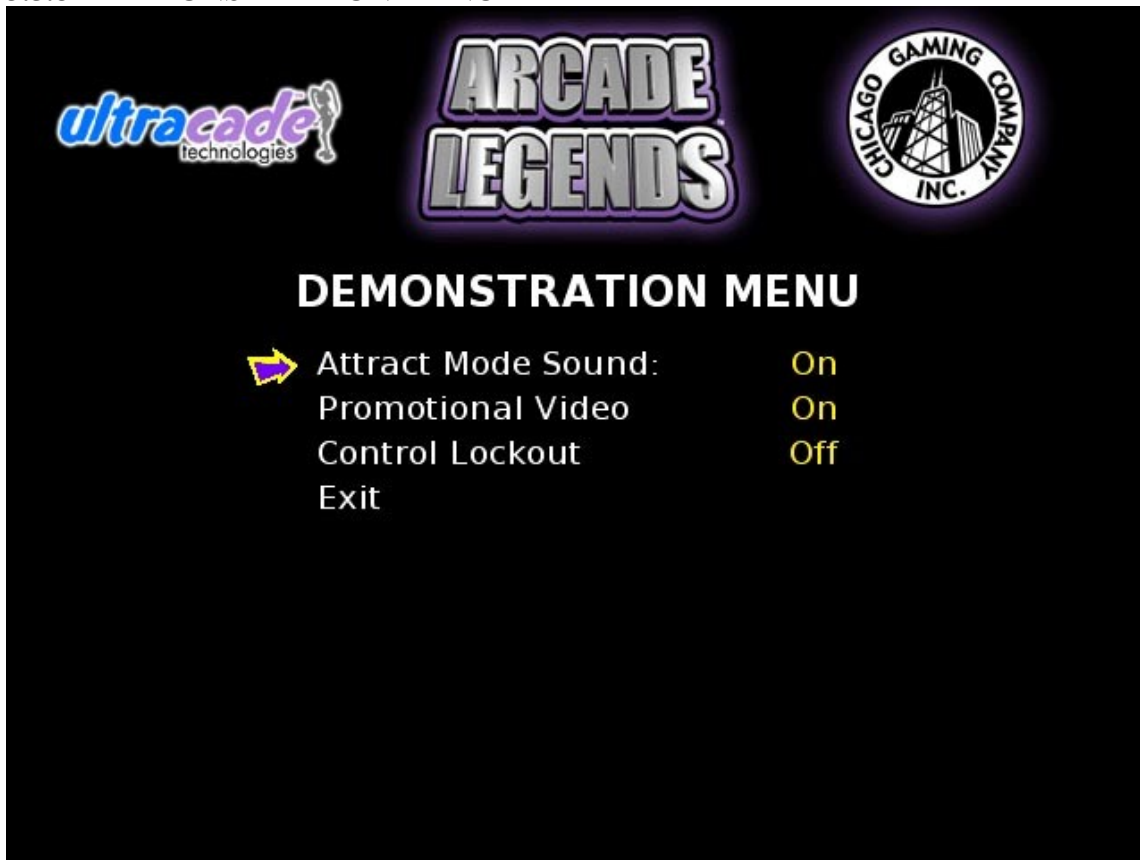 ultracade
technologies
ARCADE
LEGENDS
CHICAGO GAMING COMPANY
INC.
DEMONSTRATION MENU
Attract Mode Sound: On
Promotional Video On
Control Lockout Off
Exit